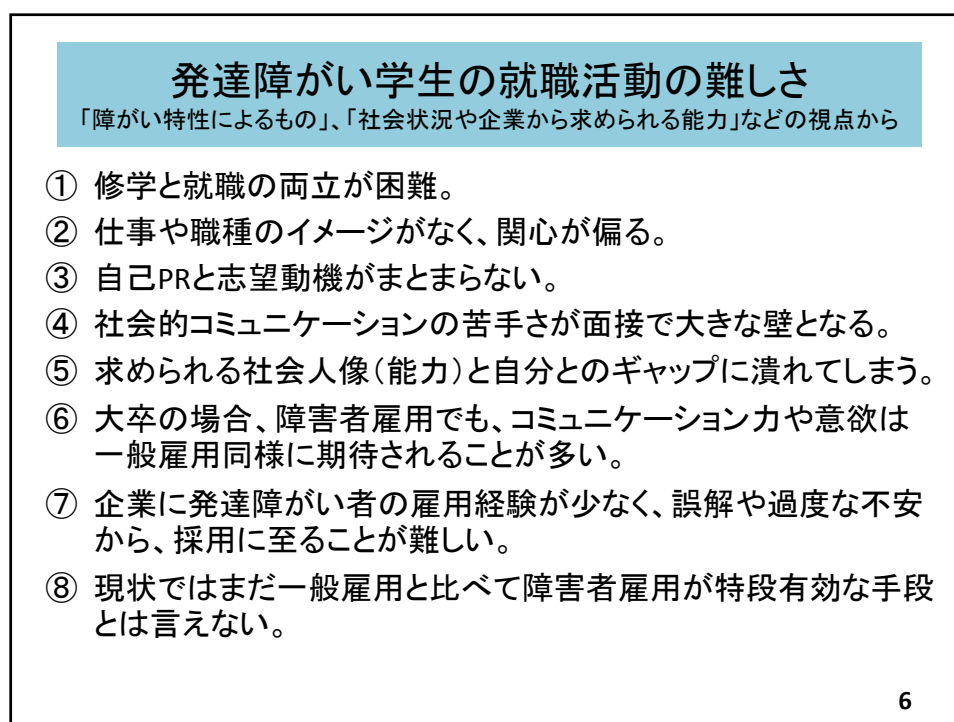 発達障がい学生の就職活動の難しさ
「障がい特性によるもの」、「社会状況や企業から求められる能力」などの視点から
① 修学と就職の両立が困難。
② 仕事や職種のイメージがなく、関心が偏る。
③ 自己PRと志望動機がまとまらない。
④ 社会的コミュニケーションの苦手さが面接で大きな壁となる。
⑤ 求められる社会人像（能力）と自分とのギャップに潰れてしまう。
⑥ 大卒の場合、障害者雇用でも、コミュニケーション力や意欲は
一般雇用同様に期待されることが多い。
⑦ 企業に発達障がい者の雇用経験が少なく、誤解や過度な不安
から、採用に至ることが難しい。
⑧ 現状ではまだ一般雇用と比べて障害者雇用が特段有効な手段
とは言えない。
6